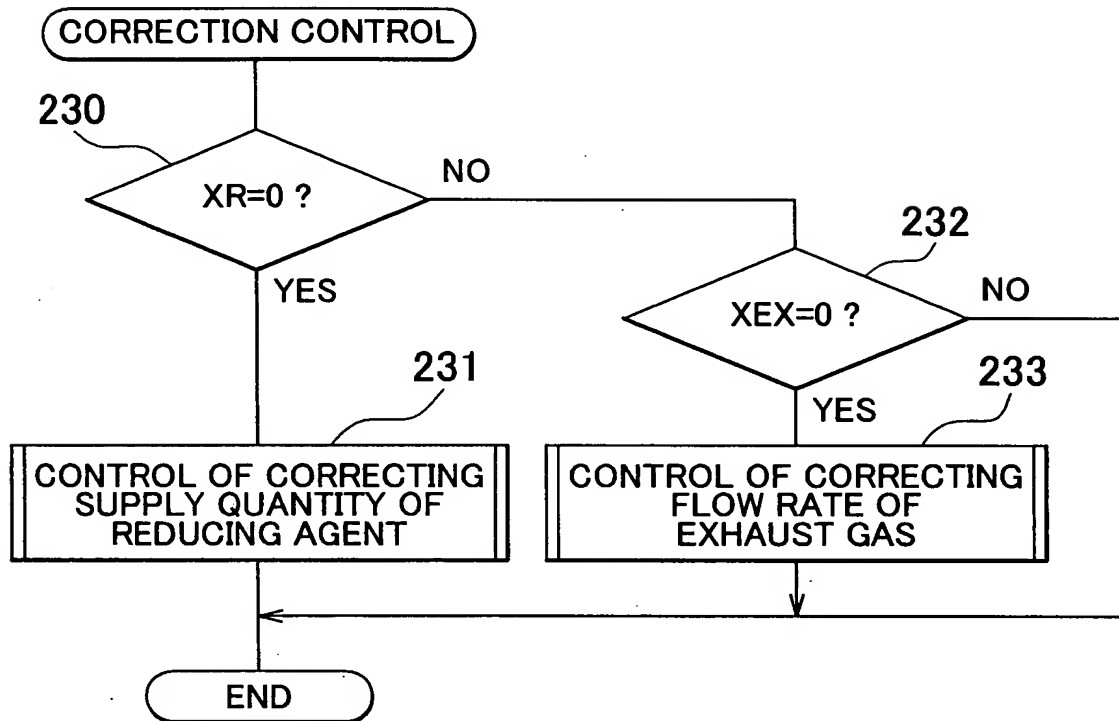 CORRECTION CONTROL
230
XR=0 ?
NO
YES
232
XEX=0 ?
NO
YES
231
CONTROL OF CORRECTING
SUPPLY QUANTITY OF
REDUCING AGENT
233
CONTROL OF CORRECTING
FLOW RATE OF
EXHAUST GAS
END